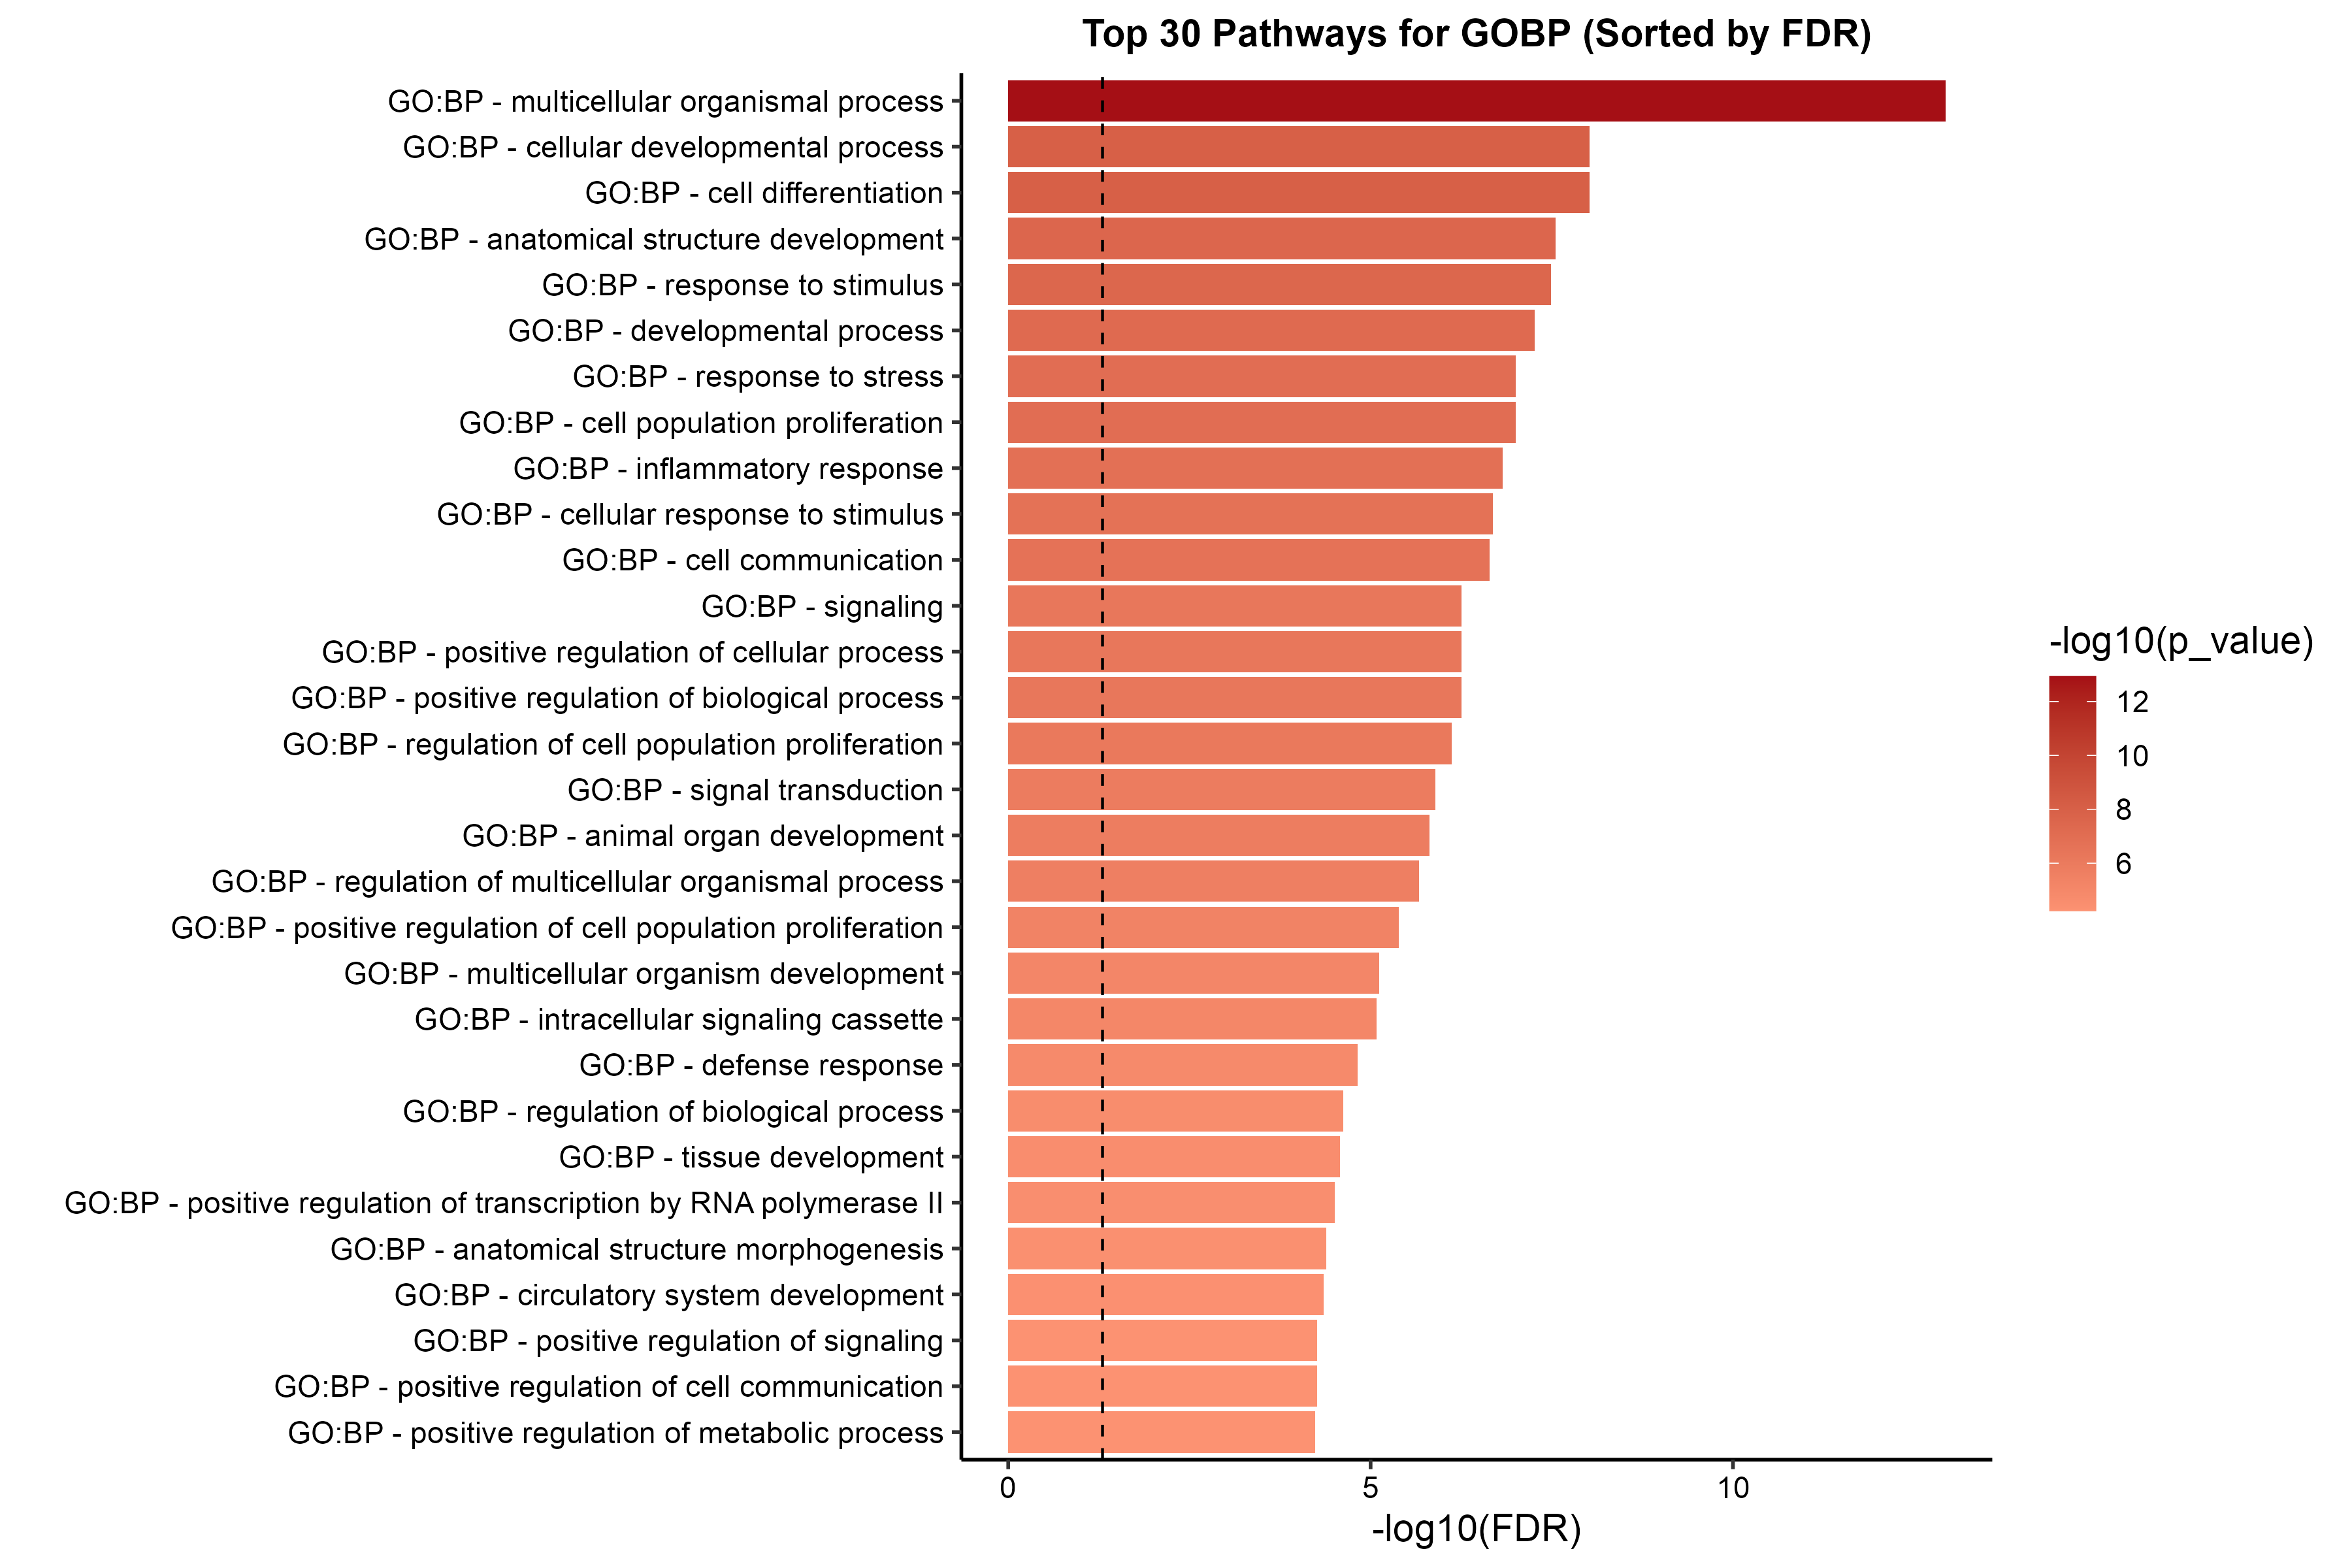 Top 30 Pathways for GOBP (Sorted by FDR)
GO:BP - multicellular organismal process
GO:BP - cellular developmental process
GO:BP - cell differentiation
GO:BP - anatomical structure development
GO:BP - response to stimulus
GO:BP - developmental process
GO:BP - response to stress
GO:BP - cell population proliferation
GO:BP - inflammatory response
GO:BP - cellular response to stimulus
GO:BP - cell communication
GO:BP - signaling
GO:BP - positive regulation of cellular process
GO:BP - positive regulation of biological process
GO:BP - regulation of cell population proliferation
GO:BP - signal transduction
GO:BP - animal organ development
GO:BP - regulation of multicellular organismal process
GO:BP - positive regulation of cell population proliferation
GO:BP - multicellular organism development
GO:BP - intracellular signaling cassette
GO:BP - defense response
GO:BP - regulation of biological process
GO:BP - tissue development
GO:BP - positive regulation of transcription by RNA polymerase II
GO:BP - anatomical structure morphogenesis
GO:BP - circulatory system development
GO:BP - positive regulation of signaling
GO:BP - positive regulation of cell communication
GO:BP - positive regulation of metabolic process
0 5 10
-log10(FDR)
-log10(p_value)
12
10
8
6